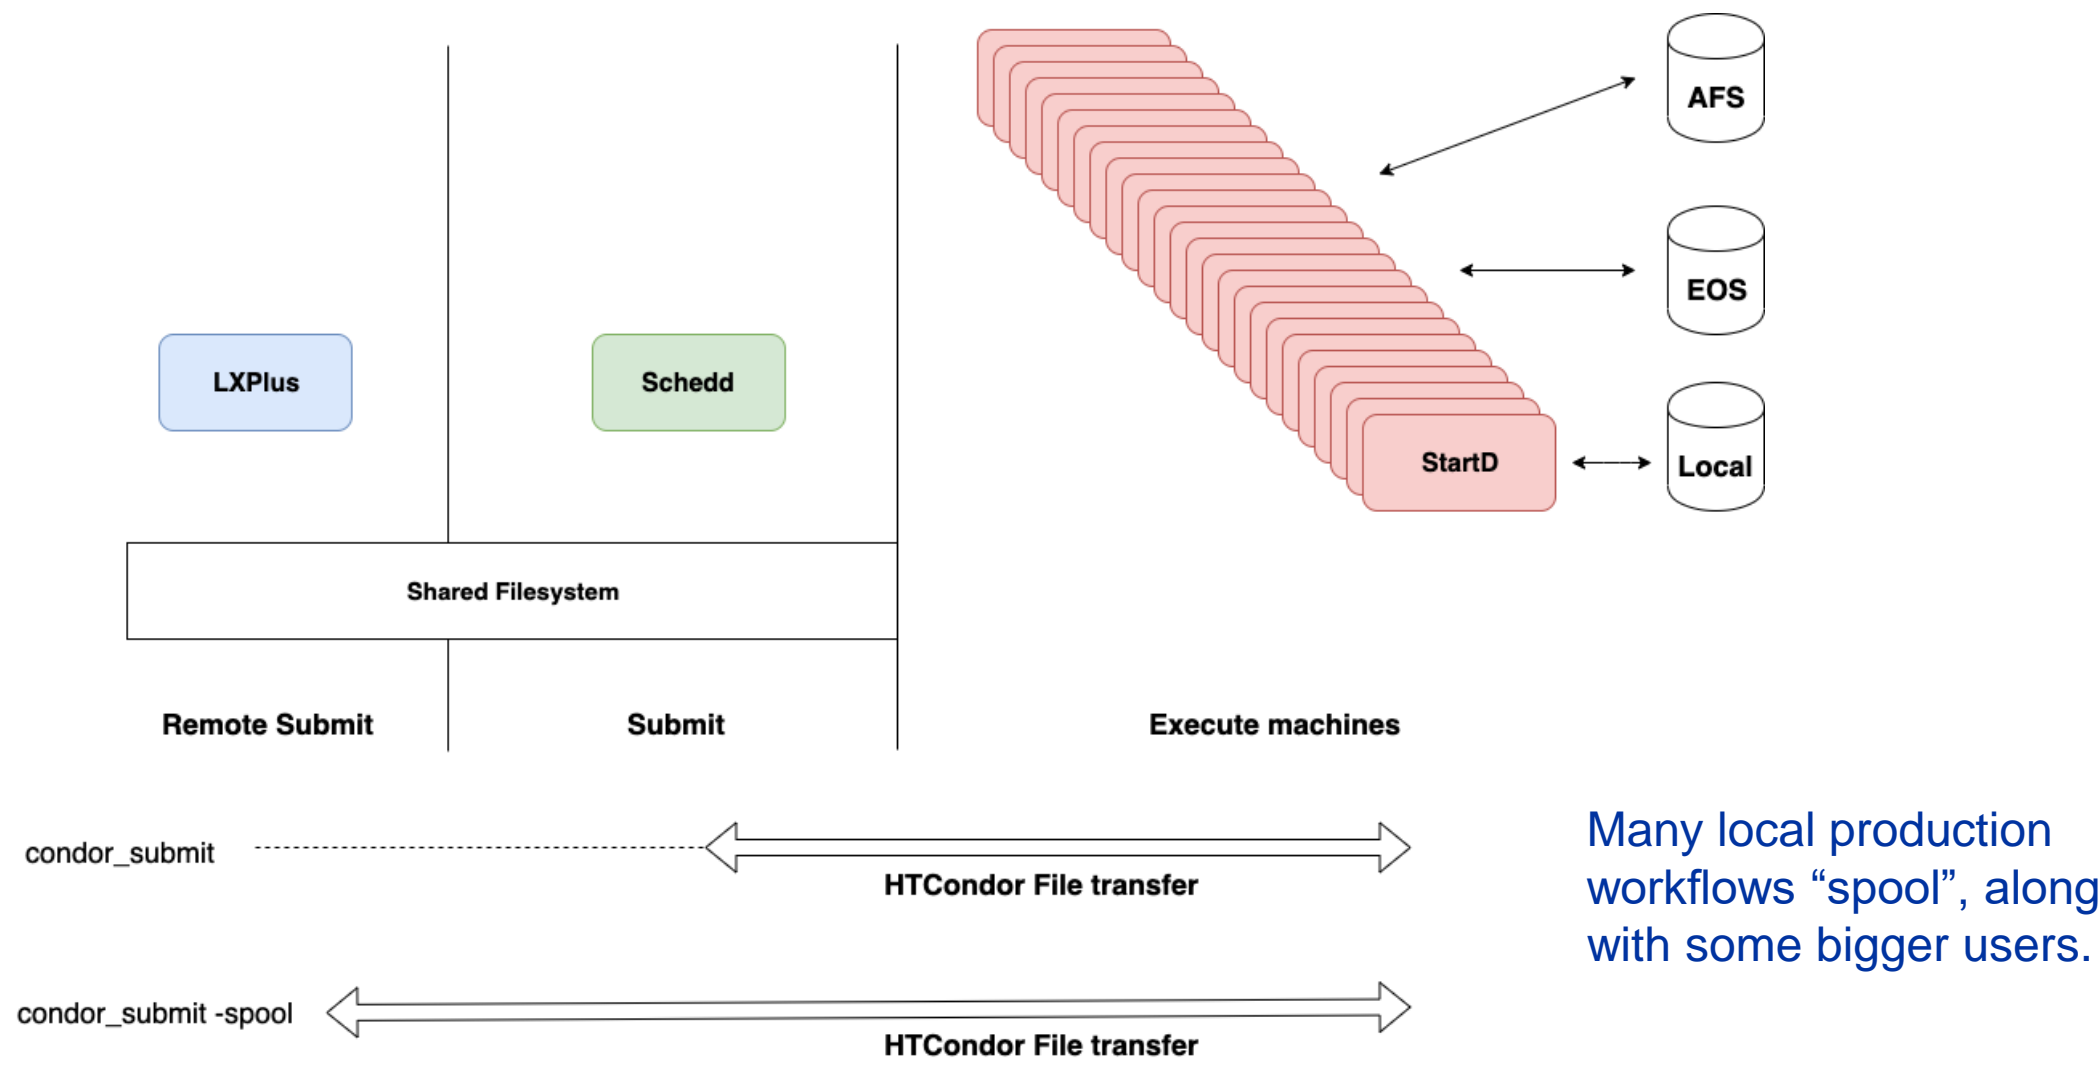 AFS
EOS
LXPlus
Schedd
StartD
Local
Shared Filesystem
Remote Submit
Submit
Execute machines
condor_submit
HTCondor File transfer
Many local production
workflows “spool”, along
with some bigger users.
condor_submit -spool
HTCondor File transfer